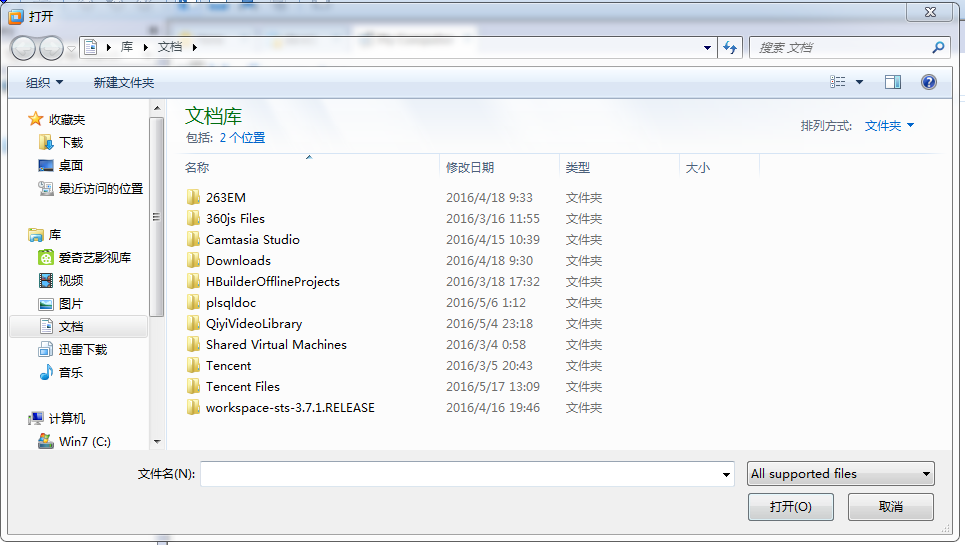 打开
库 文档
搜索 文档
组织 新建文件夹
收藏夹
下载
桌面
最近访问的位置
库
爱奇艺影视库
视频
图片
文档
迅雷下载
音乐
计算机
Win7 (C:)
文档库
包括: 2 个位置
排列方式: 文件夹
名称 修改日期 类型 大小
263EM 2016/4/18 9:33 文件夹
360js Files 2016/3/16 11:55 文件夹
Camtasia Studio 2016/4/15 10:39 文件夹
Downloads 2016/4/18 9:30 文件夹
HBuilderOfflineProjects 2016/3/18 17:32 文件夹
plsqldoc 2016/5/6 1:12 文件夹
QiyiVideoLibrary 2016/5/4 23:18 文件夹
Shared Virtual Machines 2016/3/4 0:58 文件夹
Tencent 2016/3/5 20:43 文件夹
Tencent Files 2016/5/17 13:09 文件夹
workspace-sts-3.7.1.RELEASE 2016/4/16 19:46 文件夹
文件名(N):
All supported files
打开(O) 取消